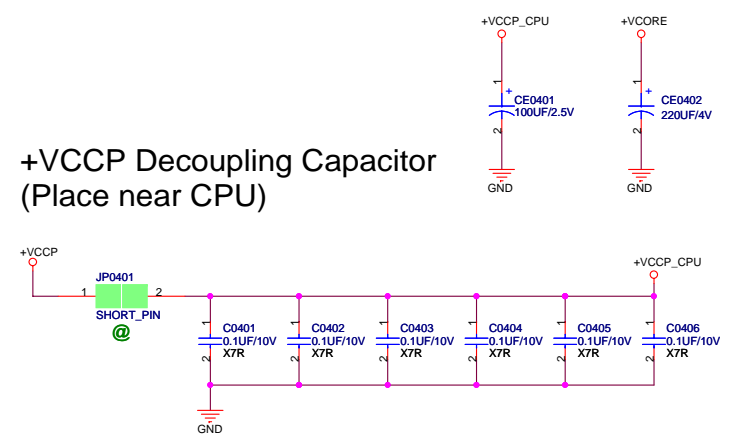 +VCCP_CPU
+VCORE
1
1
+
+
CE0401
100UF/2.5V
CE0402
220UF/4V
2
2
GND
GND
+VCCP Decoupling Capacitor
(Place near CPU)
+VCCP
+VCCP_CPU
JP0401
1
2
SHORT_PIN
@
1
1
1
1
1
1
C0401
0.1UF/10V
X7R
C0402
0.1UF/10V
X7R
C0403
0.1UF/10V
X7R
C0404
0.1UF/10V
X7R
C0405
0.1UF/10V
X7R
C0406
0.1UF/10V
X7R
2
2
2
2
2
2
GND